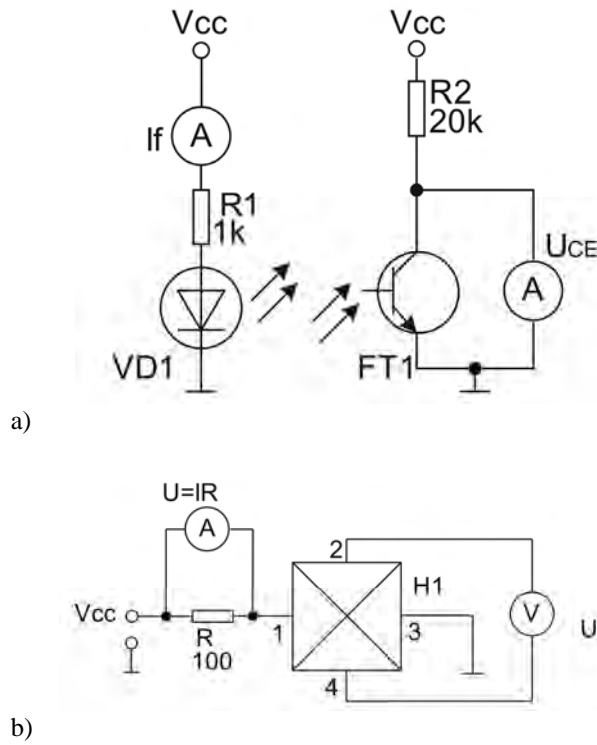 Vcc
Vcc
If
A
R1
1k
VD1
R2
20k
UCE
A
FT1
a)
U=IR
A
Vcc
R
100
1
2
H1
3
4
V
U
b)